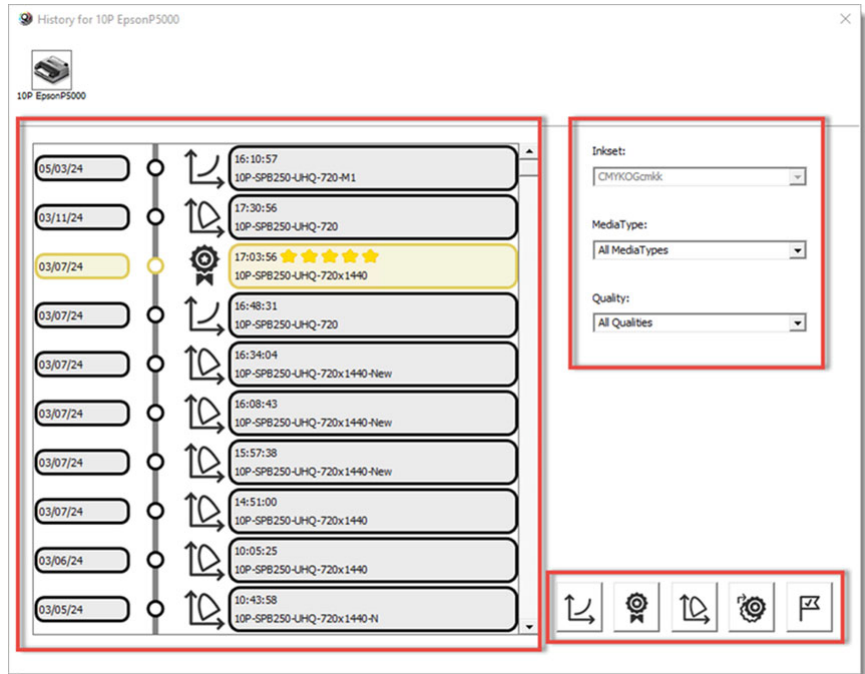 History for 10P EpsonP5000
10P EpsonP5000
05/03/24
16:10:57
10P-SPB250-UHQ-720-M1
03/11/24
17:30:56
10P-SPB250-UHQ-720
03/07/24
17:03:56
10P-SPB250-UHQ-720x1440
03/07/24
16:48:31
10P-SPB250-UHQ-720
03/07/24
16:34:04
10P-SPB250-UHQ-720x1440-New
03/07/24
16:08:43
10P-SPB250-UHQ-720x1440-New
03/07/24
15:57:38
10P-SPB250-UHQ-720x1440-New
03/07/24
14:51:00
10P-SPB250-UHQ-720x1440
03/06/24
10:05:25
10P-SPB250-UHQ-720x1440
03/05/24
10:43:58
10P-SPB250-UHQ-720x1440-N
Inkset:
CMYKOGcmkk
MediaType:
All MediaTypes
Quality:
All Qualities